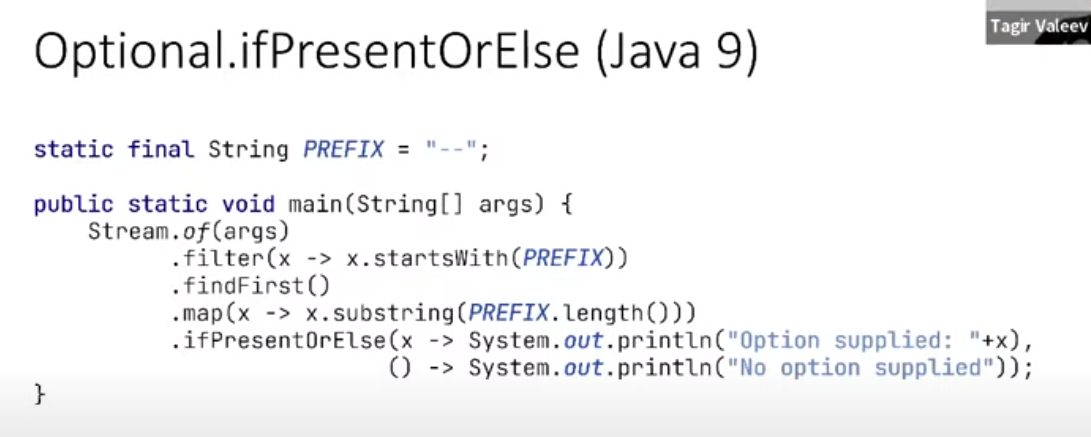 Tagir Valeev
Optional.ifPresentOrElse (Java 9)
static final String PREFIX = "--";
public static void main(String[] args) {
    Stream.of(args)
            .filter(x -> x.startsWith(PREFIX))
            .findFirst()
            .map(x -> x.substring(PREFIX.length()))
            .ifPresentOrElse(x -> System.out.println("Option supplied: "+x),
                             () -> System.out.println("No option supplied"));
}